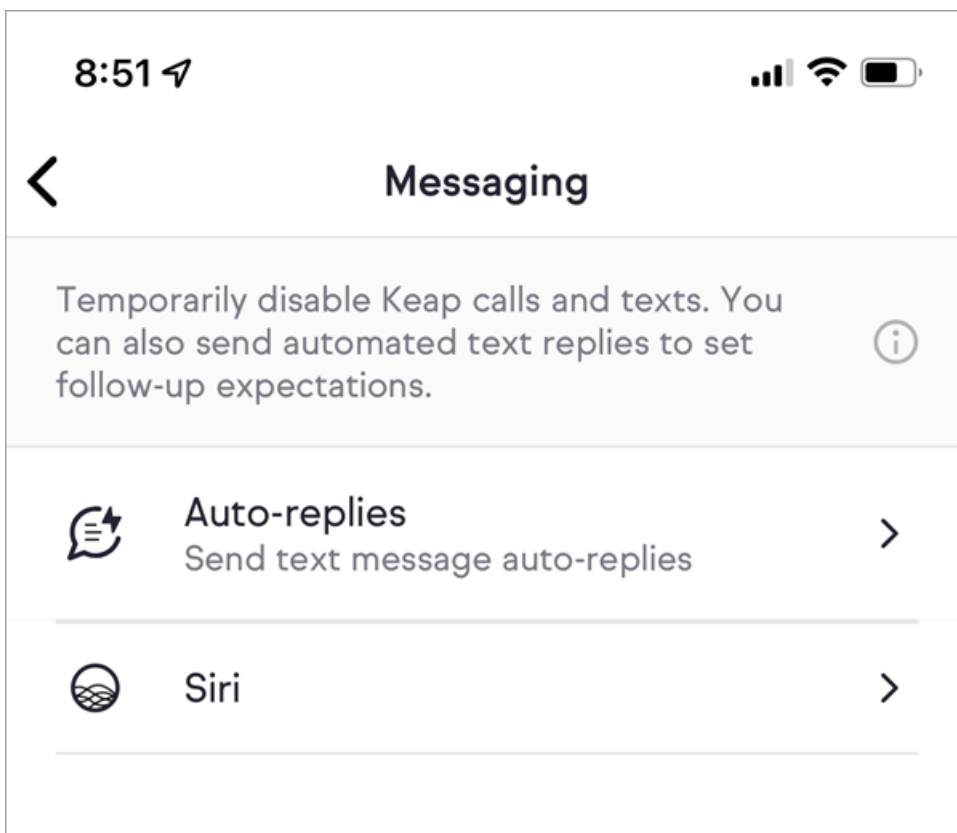 8:51
Messaging
Temporarily disable Keap calls and texts. You
can also send automated text replies to set
follow-up expectations.
Auto-replies
Send text message auto-replies
Siri